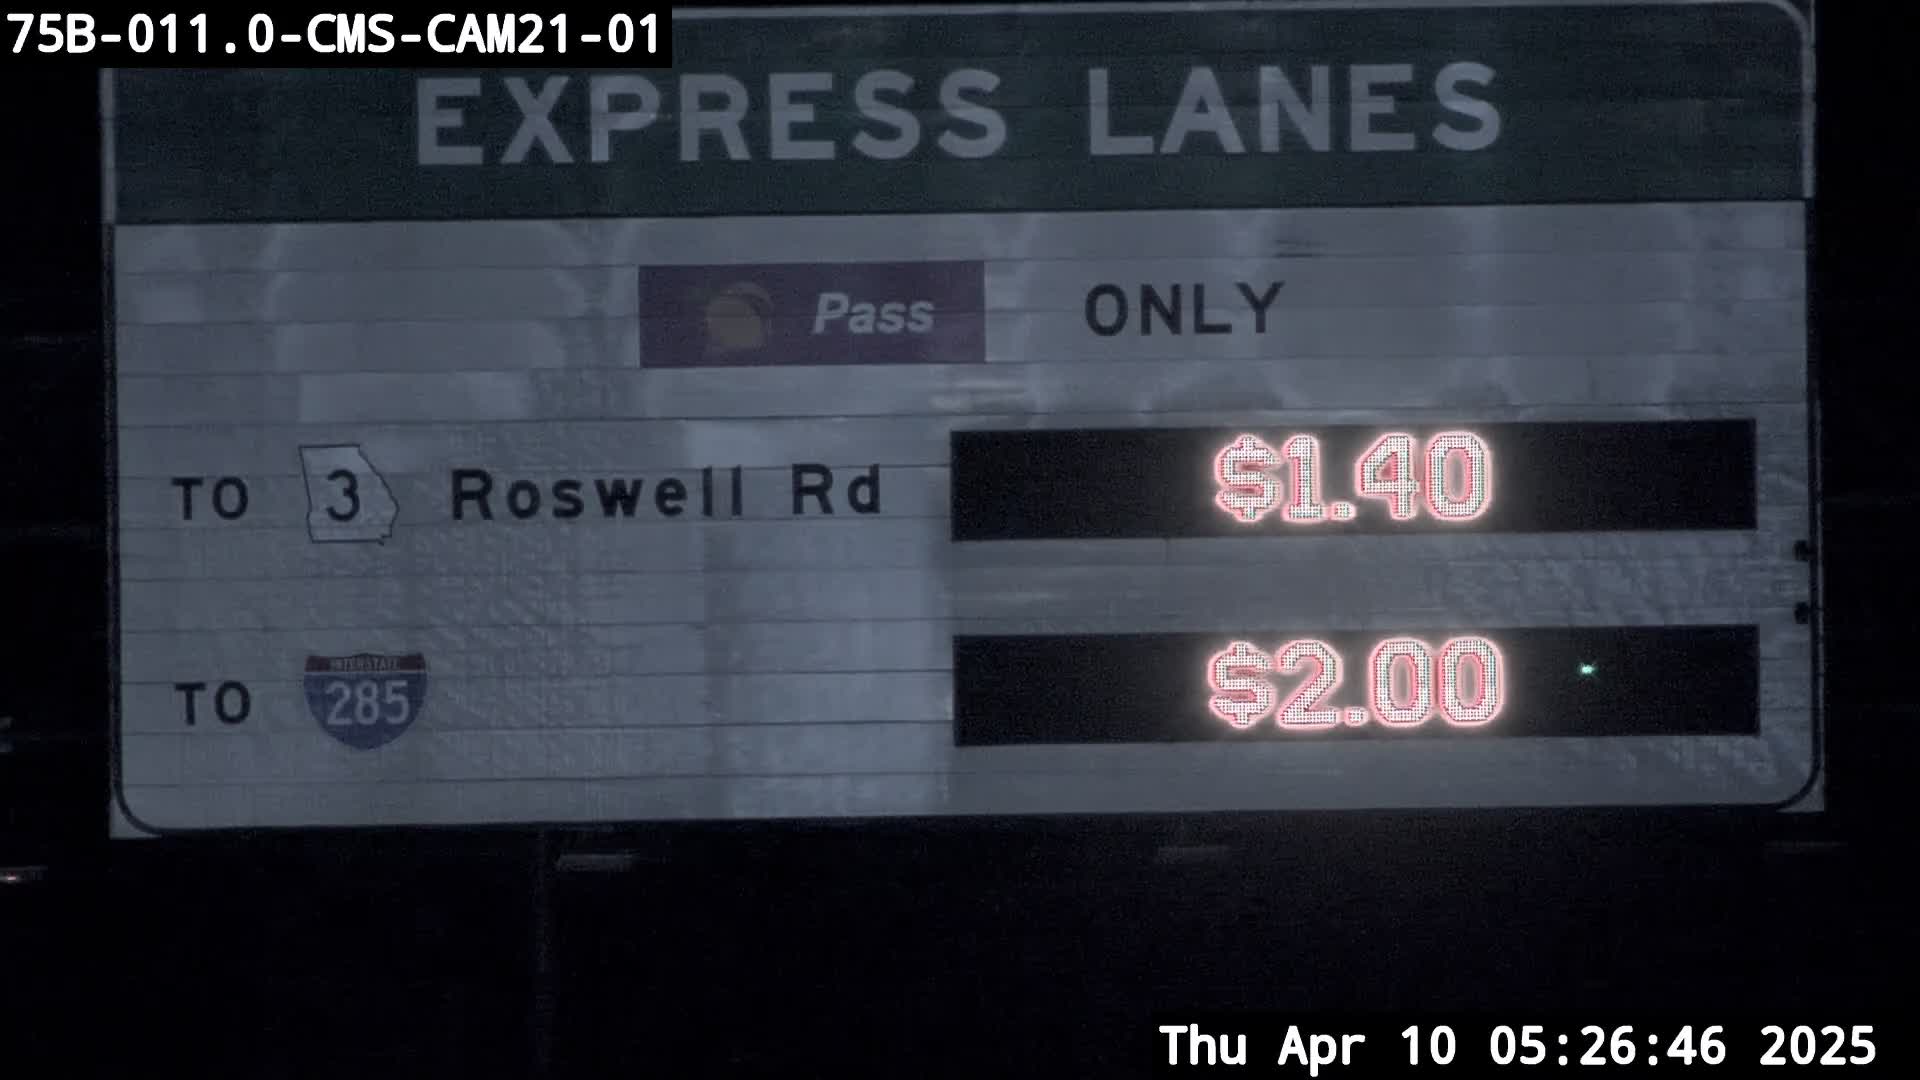 75B-011.0-CMS-CAM21-01
EXPRESS LANES
Pass ONLY
TO 3 Roswell Rd $1.40
INTERSTATE
TO 285 $2.00
Thu Apr 10 05:26:46 2025